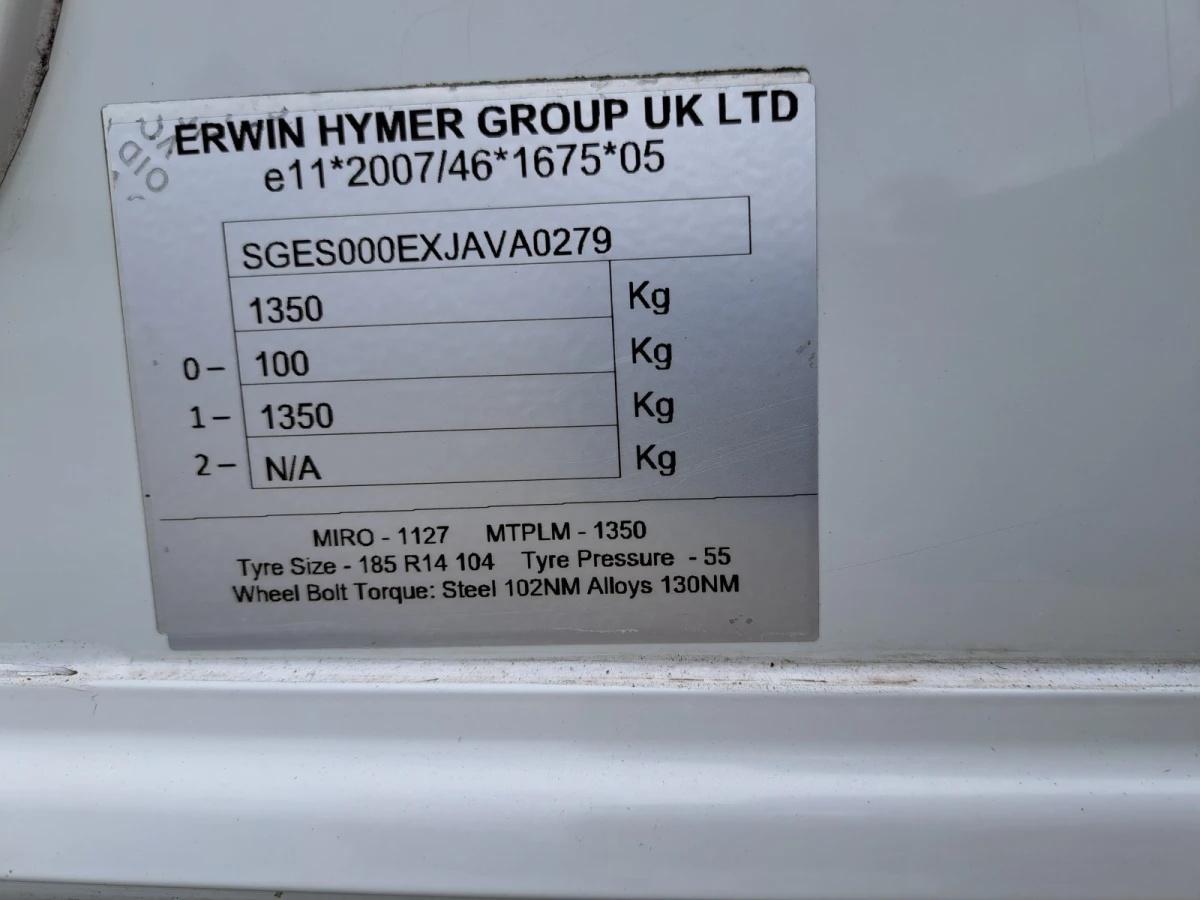 ERWIN HYMER GROUP UK LTD
e11*2007/46*1675*05
SGES000EXJAVA0279
1350 Kg
0- 100 Kg
1- 1350 Kg
2- N/A Kg
MIRO - 1127 MTPLM - 1350
Tyre Size - 185 R14 104 Tyre Pressure - 55
Wheel Bolt Torque: Steel 102NM Alloys 130NM